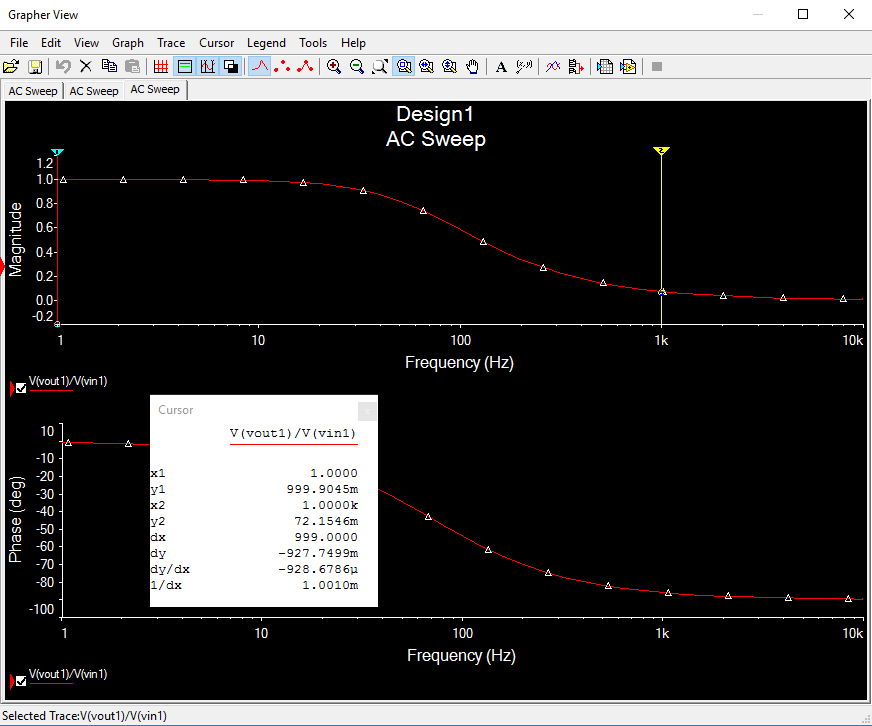 Grapher View
File Edit View Graph Trace Cursor Legend Tools Help
A
AC Sweep AC Sweep AC Sweep
Design1
AC Sweep
1 2
1.2
1.0
0.8
0.6
0.4
0.2
0.0
-0.2
Magnitude
1 10 100 1k 10k
Frequency (Hz)
V(vout1)/V(vin1)
Cursor
V(vout1)/V(vin1)
x1 1.0000
y1 999.9045m
x2 1.0000k
y2 72.1546m
dx 999.0000
dy -927.7499m
dy/dx -928.6786µ
1/dx 1.0010m
10
-10
-20
-30
-40
-50
-60
-70
-80
-100
Phase (deg)
1 10 100 1k 10k
Frequency (Hz)
V(vout1)/V(vin1)
Selected Trace:V(vout1)/V(vin1)